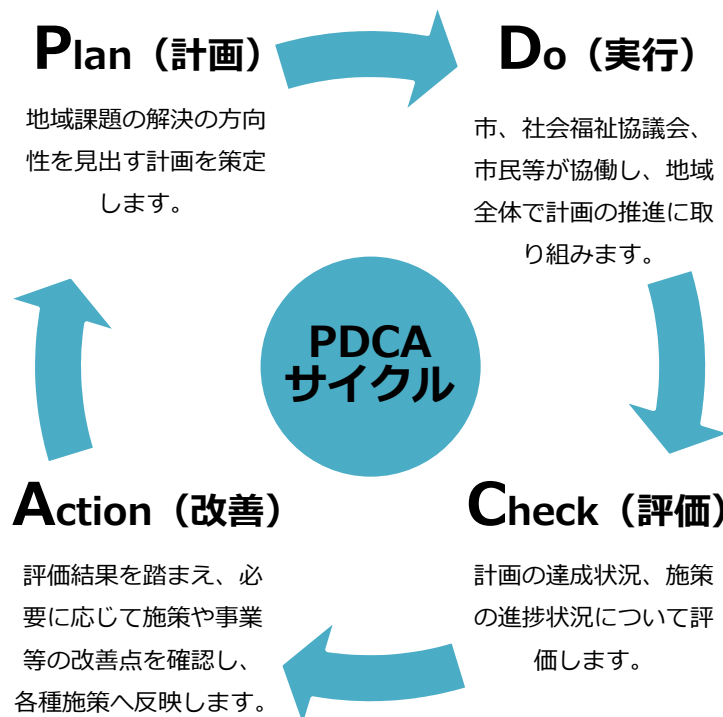 Plan（計画）
地域課題の解決の方向
性を見出す計画を策定
します。
Do（実行）
市、社会福祉協議会、
市民等が協働し、地域
全体で計画の推進に取
り組みます。
PDCA
サイクル
Action（改善）
評価結果を踏まえ、必
要に応じて施策や事業
等の改善点を確認し、
各種施策へ反映します。
Check（評価）
計画の達成状況、施策
の進捗状況について評
価します。